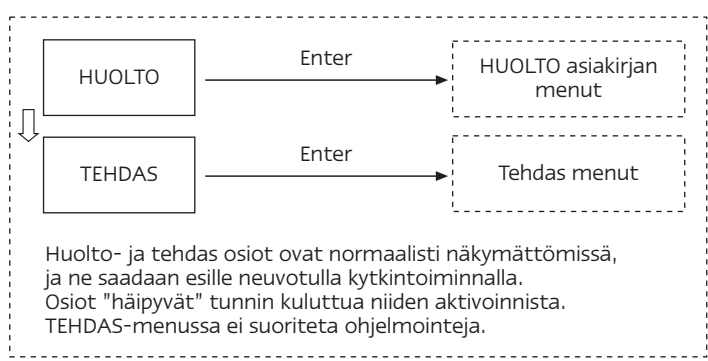 HUOLTO
Enter
HUOLTO asiakirjan
menut
TEHDAS
Enter
Tehdas menut
Huolto- ja tehdas osiot ovat normaalisti näkymättömissä,
ja ne saadaan esille neuvotulla kytkintoiminnalla.
Osiot "häipyvät" tunnin kuluttua niiden aktivoinnista.
TEHDAS-menussa ei suoriteta ohjelmointeja.